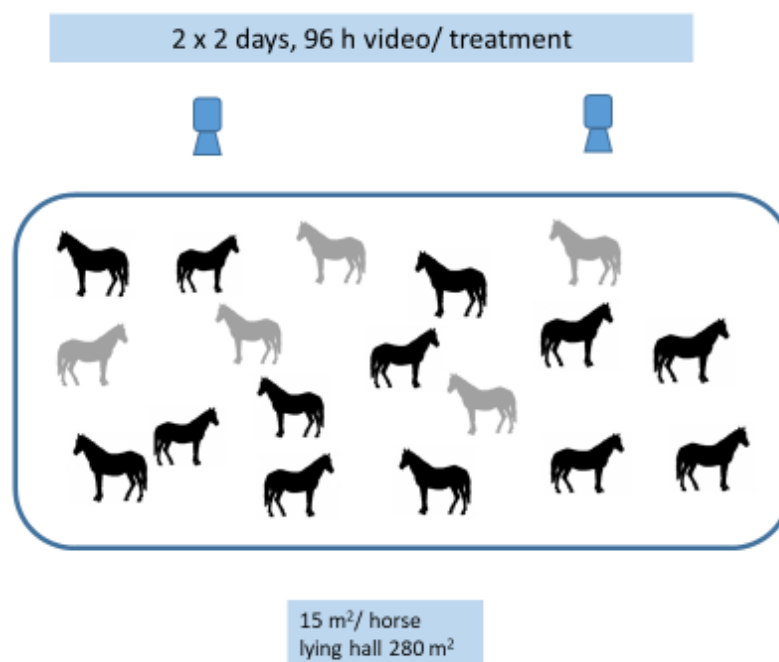 2 x 2 days, 96 h video/ treatment
15 m²/ horse
lying hall 280 m²